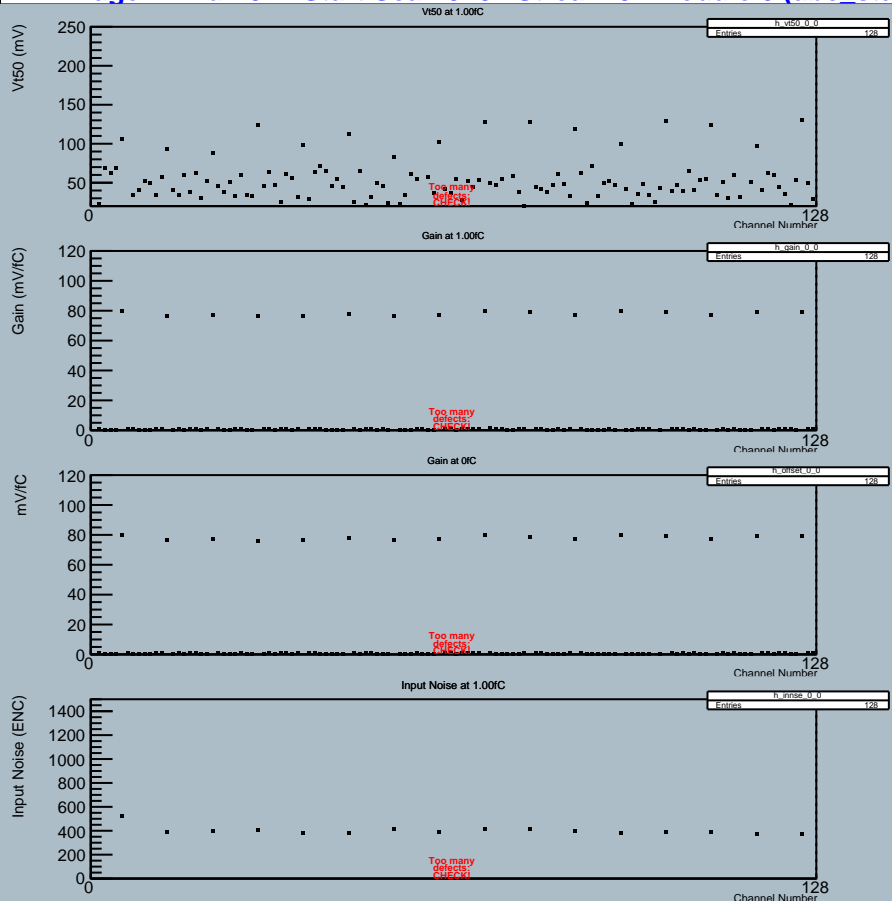 Vt50 at 1.00fC
h_vt50_0_0
Entries 128
Vt50 (mV)
250
200
150
100
50
Too many
defects:
CHECK!
0
128
Channel Number
Gain at 1.00fC
h_gain_0_0
Entries 128
Gain (mV/fC)
120
100
80
60
40
20
0
Too many
defects:
CHECK!
0
128
Channel Number
Gain at 0fC
h_offset_0_0
Entries 128
mV/fC
120
100
80
60
40
20
0
Too many
defects:
CHECK!
0
128
Channel Number
Input Noise at 1.00fC
h_innse_0_0
Entries 128
Input Noise (ENC)
1400
1200
1000
800
600
400
200
0
Too many
defects:
CHECK!
0
128
Channel Number